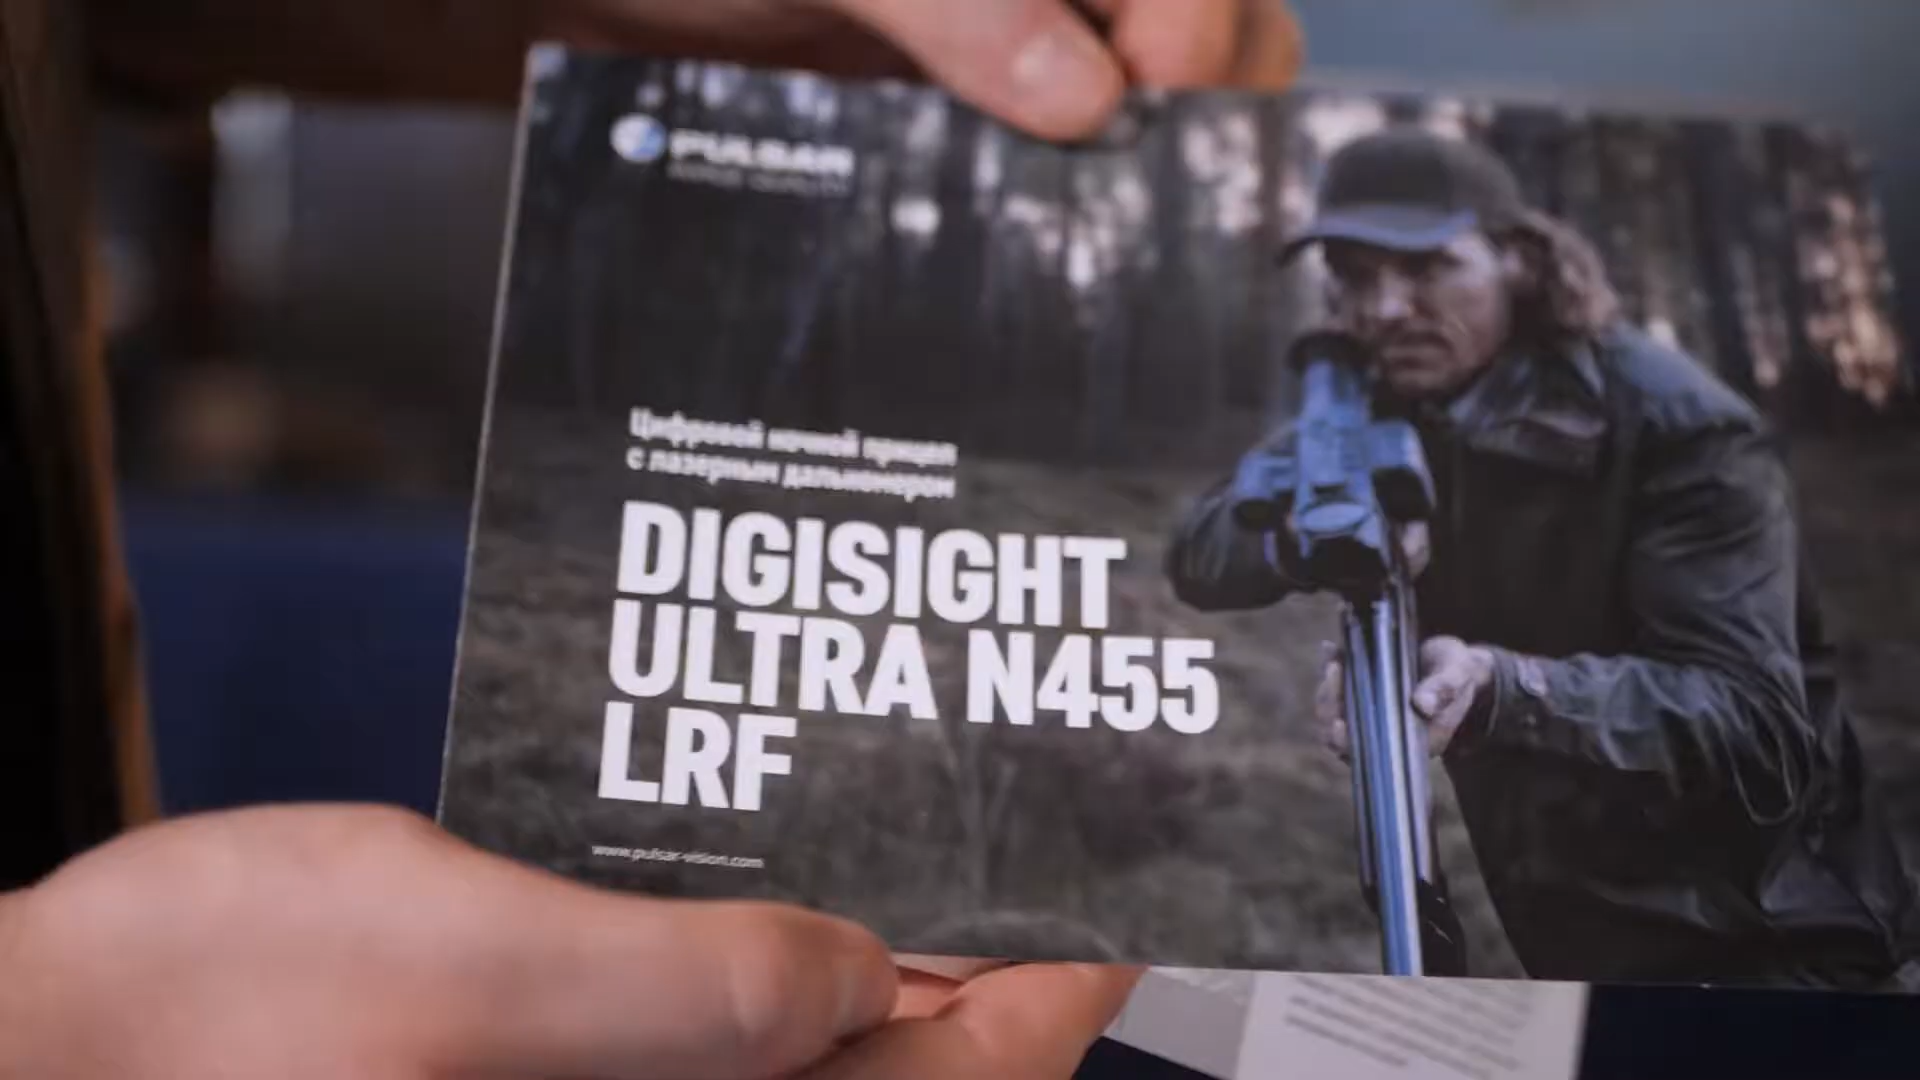 PULSAR
Цифровой ночной прицел
с лазерным дальномером
DIGISIGHT
ULTRA N455
LRF
www.pulsar-vision.com